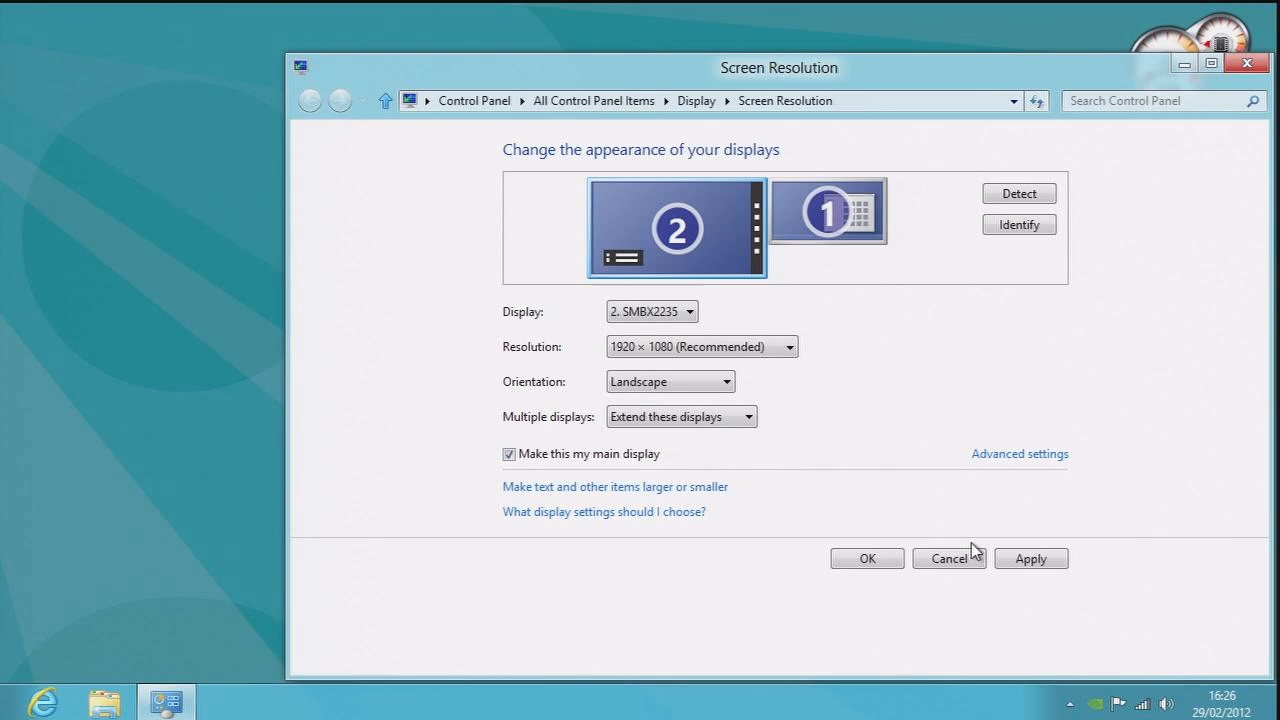 Screen Resolution
Control Panel All Control Panel Items Display Screen Resolution
Search Control Panel
Change the appearance of your displays
2
1
Detect
Identify
Display: 2. SMBX2235
Resolution: 1920 × 1080 (Recommended)
Orientation: Landscape
Multiple displays: Extend these displays
Make this my main display
Advanced settings
Make text and other items larger or smaller
What display settings should I choose?
OK
Cancel
Apply
16:26
29/02/2012